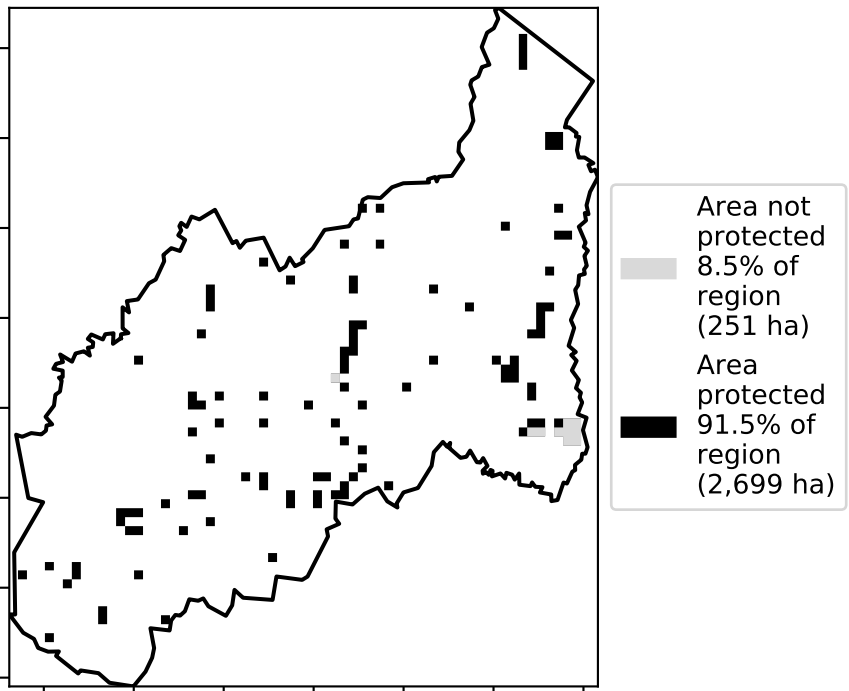 Area not
protected
8.5% of
region
(251 ha)
Area
protected
91.5% of
region
(2,699 ha)